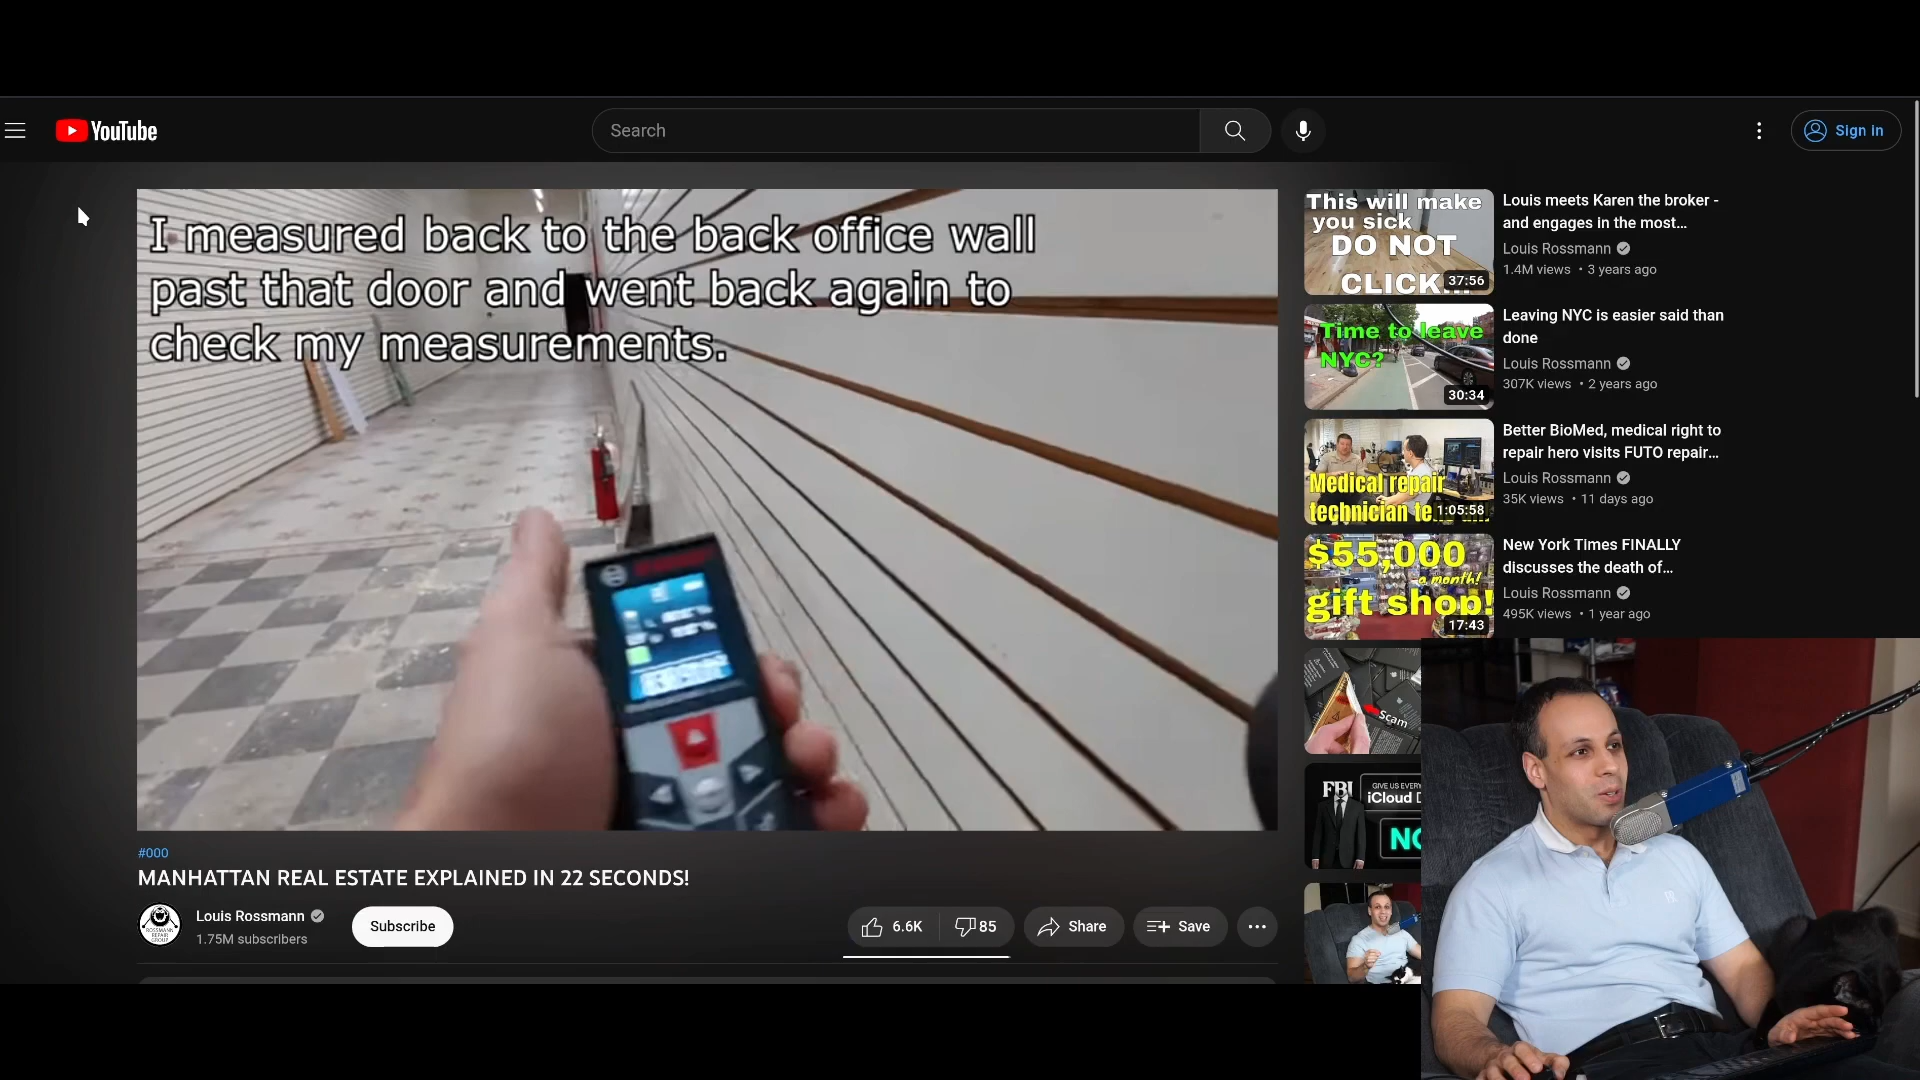 YouTube
Search
Sign in
I measured back to the back office wall
past that door and went back again to
check my measurements.
#000
MANHATTAN REAL ESTATE EXPLAINED IN 22 SECONDS!
Louis Rossmann
1.75M subscribers
Subscribe
6.6K
85
Share
Save
This will make
you sick
DO NOT
CLICK...
37:56
Louis meets Karen the broker -
and engages in the most...
Louis Rossmann
1.4M views • 3 years ago
Time to leave
NYC?
30:34
Leaving NYC is easier said than
done
Louis Rossmann
307K views • 2 years ago
Medical repair
technician
1:05:58
Better BioMed, medical right to
repair hero visits FUTO repair...
Louis Rossmann
35K views • 11 days ago
$55,000
a month!
gift shop!
17:43
New York Times FINALLY
discusses the death of...
Louis Rossmann
495K views • 1 year ago
Scam
FBI
GIVE US EVERY
iCloud